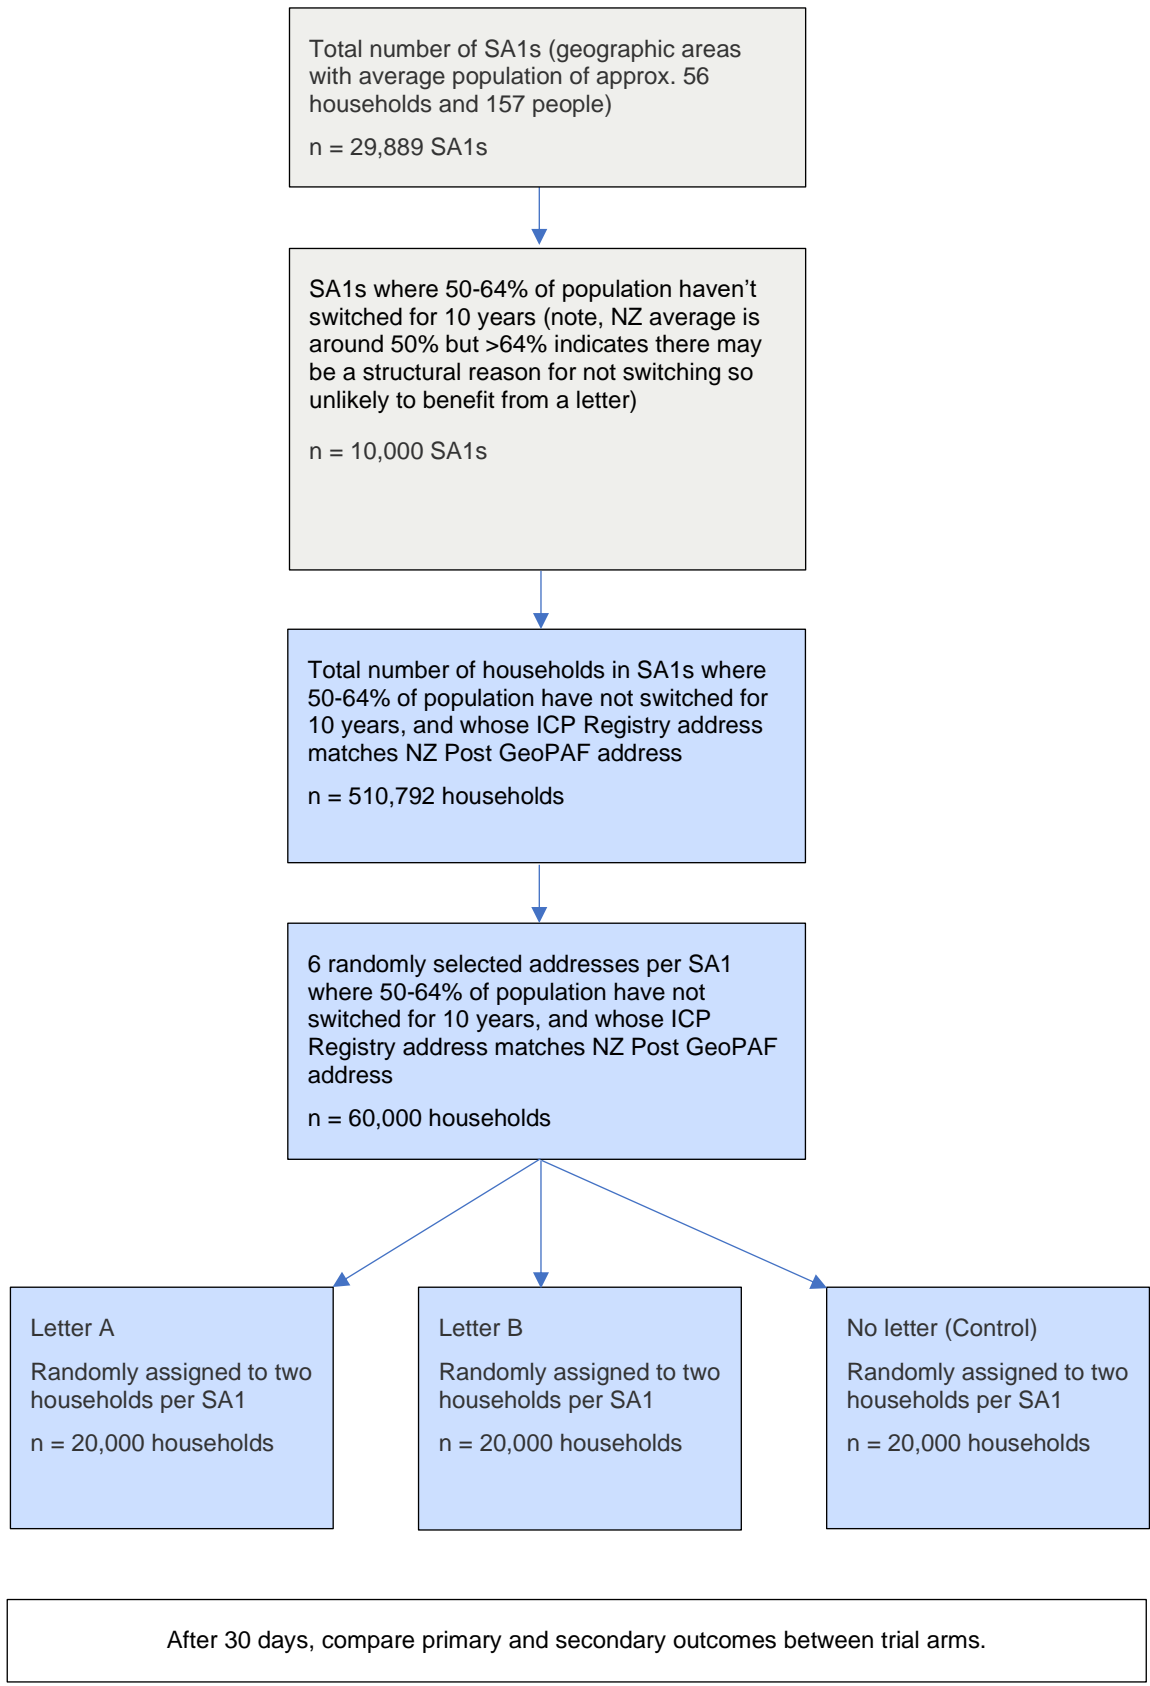 Total number of SA1s (geographic areas
with average population of approx. 56
households and 157 people)
n = 29,889 SA1s
SA1s where 50-64% of population haven’t
switched for 10 years (note, NZ average is
around 50% but >64% indicates there may
be a structural reason for not switching so
unlikely to benefit from a letter)
n = 10,000 SA1s
Total number of households in SA1s where
50-64% of population have not switched for
10 years, and whose ICP Registry address
matches NZ Post GeoPAF address
n = 510,792 households
6 randomly selected addresses per SA1
where 50-64% of population have not
switched for 10 years, and whose ICP
Registry address matches NZ Post GeoPAF
address
n = 60,000 households
Letter A
Randomly assigned to two
households per SA1
n = 20,000 households
Letter B
Randomly assigned to two
households per SA1
n = 20,000 households
No letter (Control)
Randomly assigned to two
households per SA1
n = 20,000 households
After 30 days, compare primary and secondary outcomes between trial arms.